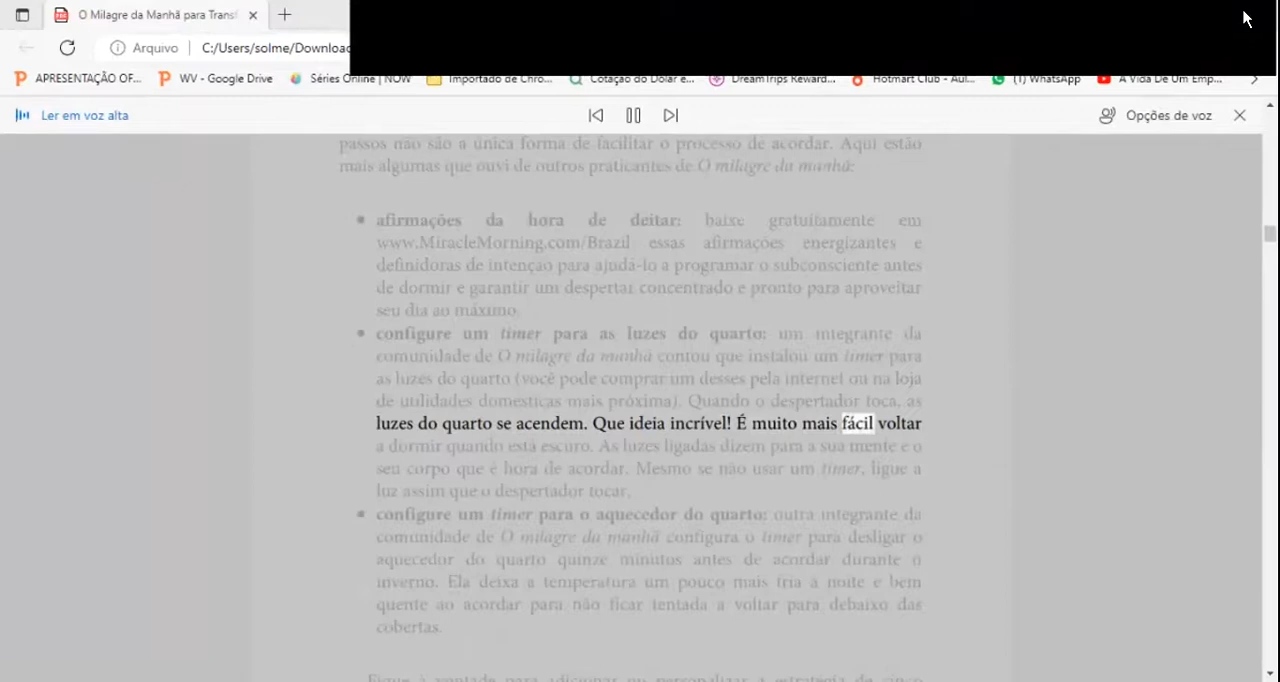 O Milagre da Manhã para Transf
Arquivo
C:/Users/solme/Downloac
APRESENTAÇÃO OF...
WV - Google Drive
Séries Online | NOW
Importado de Chro...
Cotação do Dólar e...
DreamTrips Reward...
Hotmart Club - Aul...
(1) WhatsApp
A Vida De Um Emp...
Ler em voz alta
Opções de voz
passos não são a única forma de facilitar o processo de acordar. Aqui estão
mais algumas que ouvi de outros praticantes de O milagre da manhã:
afirmações da hora de deitar: baixe gratuitamente em
www.MiracleMorning.com/Brazil essas afirmações energizantes e
definidoras de intenção para ajudá-lo a programar o subconsciente antes
de dormir e garantir um despertar concentrado e pronto para aproveitar
seu dia ao máximo.
configure um timer para as luzes do quarto: um integrante da
comunidade de O milagre da manhã contou que instalou um timer para
as luzes do quarto (você pode comprar um desses pela internet ou na loja
de utilidades domésticas mais próxima). Quando o despertador toca, as
luzes do quarto se acendem. Que ideia incrível! É muito mais fácil voltar
a dormir quando está escuro. As luzes ligadas dizem para a sua mente e o
seu corpo que é hora de acordar. Mesmo se não usar um timer, ligue a
luz assim que o despertador tocar.
configure um timer para o aquecedor do quarto: outra integrante da
comunidade de O milagre da manhã configura o timer para desligar o
aquecedor do quarto quinze minutos antes de acordar durante o
inverno. Ela deixa a temperatura um pouco mais fria à noite e bem
quente ao acordar para não ficar tentada a voltar para debaixo das
cobertas.
Fique à vontade para adicionar ou personalizar a estratégia de cinco